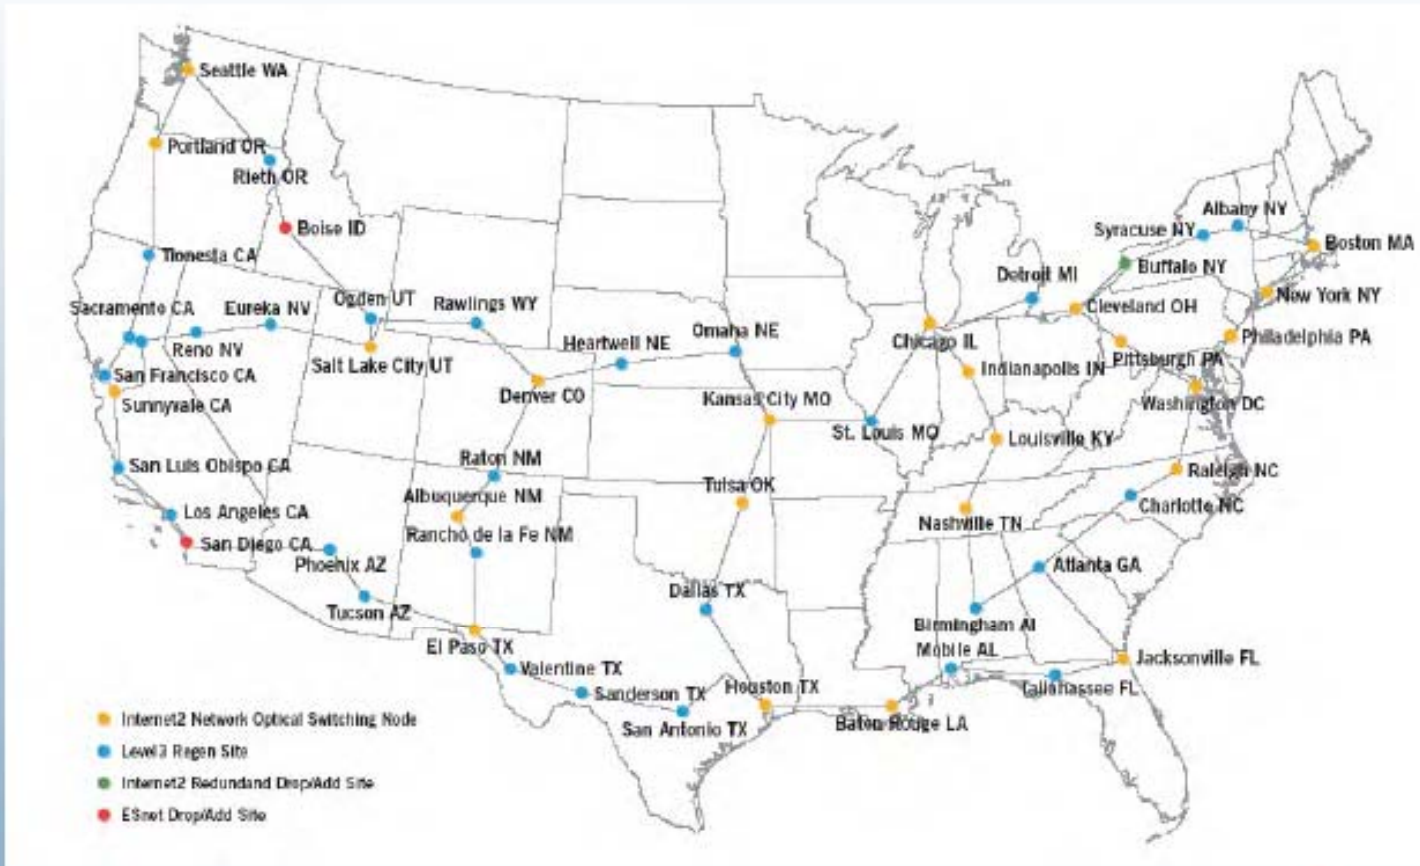 Seattle WA
Portland OR
Rieth OR
Boise ID
Tionesta CA
Sacramento CA
Eureka NV
Ogden UT
Rawlings WY
Reno NV
Salt Lake City UT
San Francisco CA
Sunnyvale CA
Denver CO
Heartwell NE
Omaha NE
Kansas City MO
St. Louis MO
Chicago IL
Detroit MI
Cleveland OH
Buffalo NY
Syracuse NY
Albany NY
Boston MA
New York NY
Philadelphia PA
Pittsburgh PA
Washington DC
Indianapolis IN
Louisville KY
Raleigh NC
Charlotte NC
Nashville TN
Atlanta GA
Birmingham Al
Mobile AL
Jacksonville FL
Tallahassee FL
Baton Rouge LA
Houston TX
Dallas TX
Tulsa OK
San Antonio TX
Sanderson TX
Valentine TX
El Paso TX
Rancho de la Fe NM
Albuquerque NM
Raton NM
Tucson AZ
Phoenix AZ
San Diego CA
Los Angeles CA
San Luis Obispo CA
Internet2 Network Optical Switching Node
Level3 Regen Site
Internet2 Redundand Drop/Add Site
ESnet Drop/Add Site